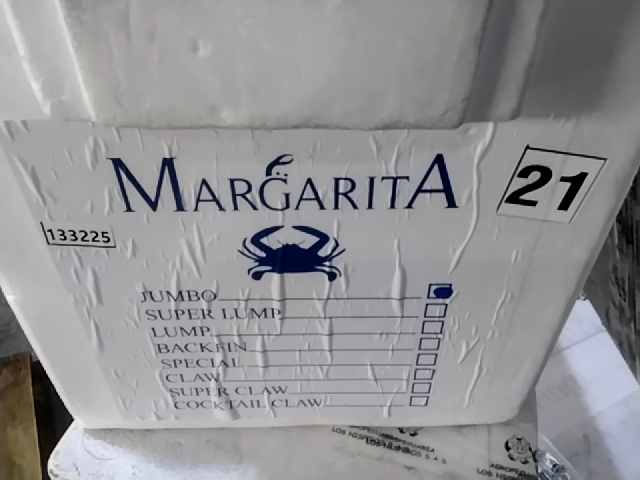 MARGARITA
21
133225
JUMBO
SUPER LUMP
LUMP
BACKFIN
SPECIAL
CLAW
SUPER CLAW
COCKTAIL CLAW